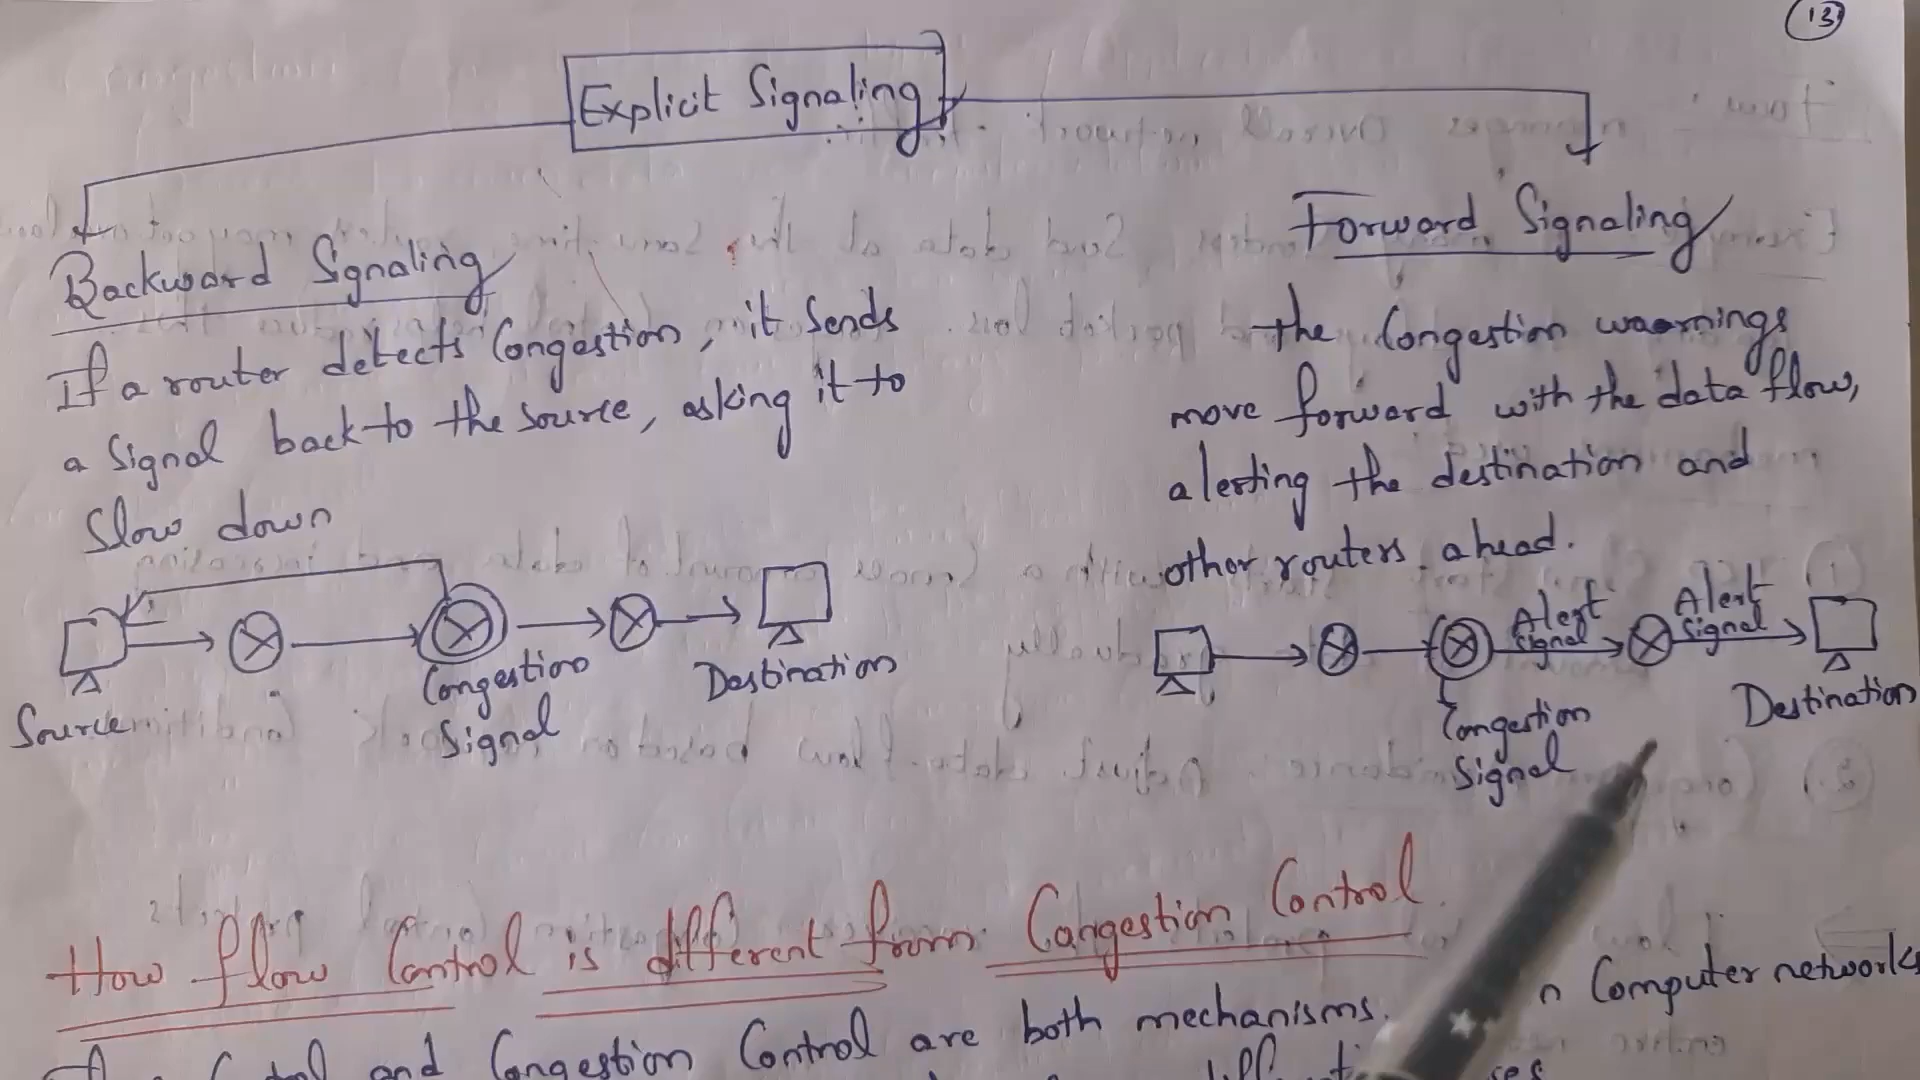 13
Explicit Signaling
Backward Signaling
If a router detects Congestion, it sends
a signal back to the source, asking it to
slow down
Source
Congestion
Signal
Destination
Forward Signaling
the Congestion waornings
move forward with the data flow,
alerting the destination and
other routers ahead.
Alert
signal
Alert
signal
Congestion
Signal
Destination
How flow Control is different from Congestion Control
and Congestion Control are both mechanisms. Computer networks